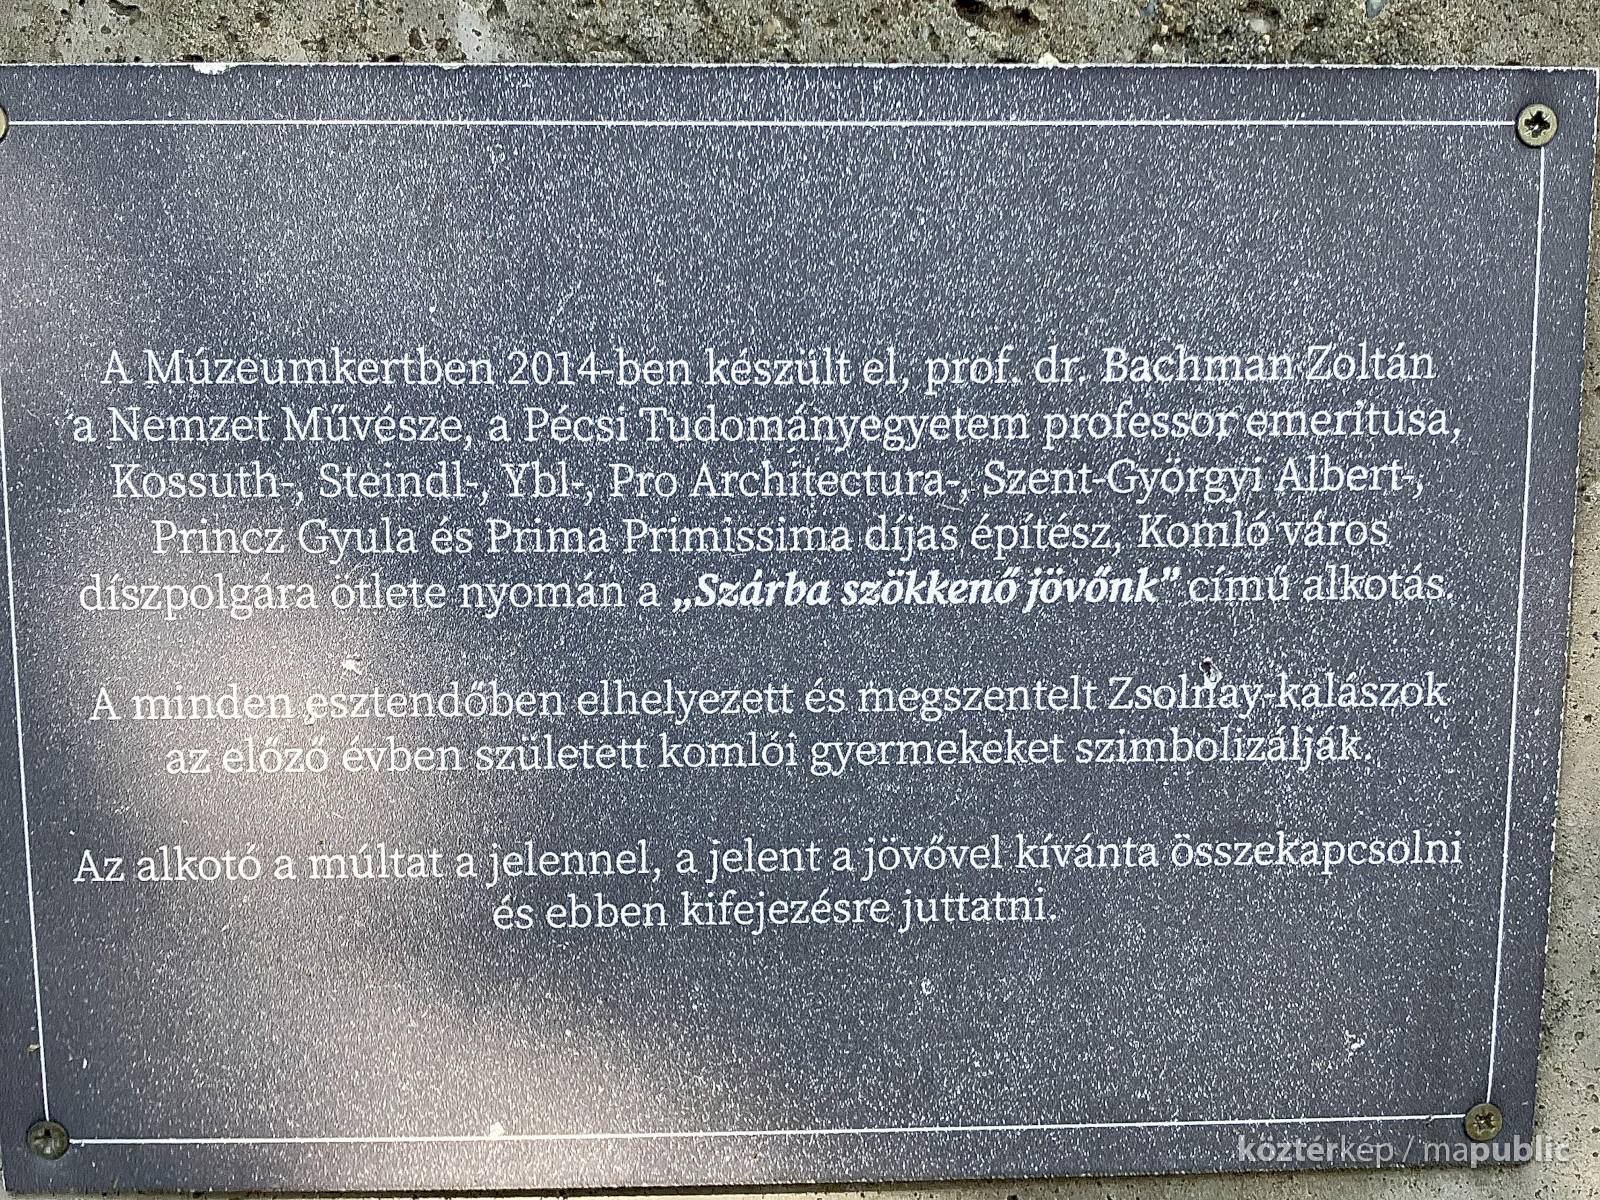 A Múzeumkertben 2014-ben készült el, prof. dr. Bachman Zoltán
a Nemzet Művésze, a Pécsi Tudományegyetem professor emeritusa,
Kossuth-, Steindl-, Ybl-, Pro Architectura-, Szent-Györgyi Albert-,
Princz Gyula és Prima Primissima díjas építész, Komló város
díszpolgára ötlete nyomán a „Szárba szökkenő jövőnk” című alkotás.
A minden esztendőben elhelyezett és megszentelt Zsolnay-kalászok
az előző évben született komlói gyermekeket szimbolizálják.
Az alkotó a múltat a jelennel, a jelent a jövővel kívánta összekapcsolni
és ebben kifejezésre juttatni.
köztérkép / mapublic